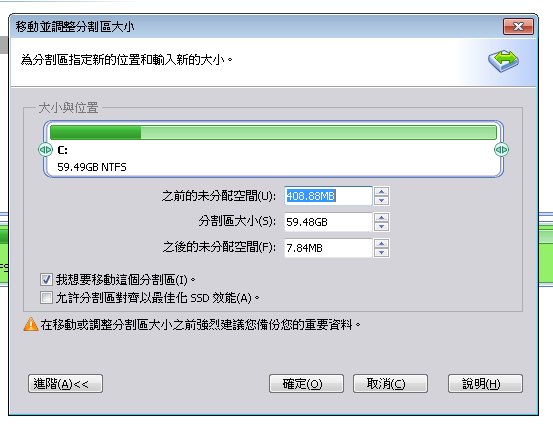 移動並調整分割區大小
為分割區指定新的位置和輸入新的大小。
大小與位置
C:
59.49GB NTFS
之前的未分配空間(U): 408.88MB
分割區大小(S): 59.48GB
之後的未分配空間(F): 7.84MB
我想要移動這個分割區(I)。
允許分割區對齊以最佳化 SSD 效能(A)。
在移動或調整分割區大小之前強烈建議您備份您的重要資料。
進階(A)<< 確定(O) 取消(C) 說明(H)